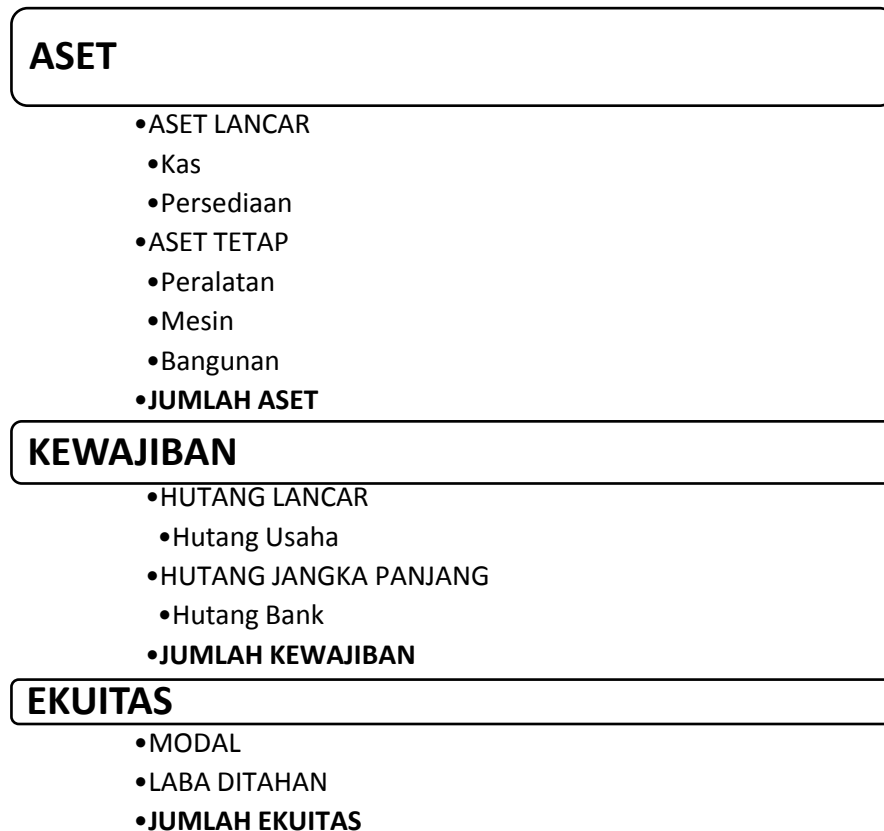 ASET
•ASET LANCAR
•Kas
•Persediaan
•ASET TETAP
•Peralatan
•Mesin
•Bangunan
•JUMLAH ASET
KEWAJIBAN
•HUTANG LANCAR
•Hutang Usaha
•HUTANG JANGKA PANJANG
•Hutang Bank
•JUMLAH KEWAJIBAN
EKUITAS
•MODAL
•LABA DITAHAN
•JUMLAH EKUITAS